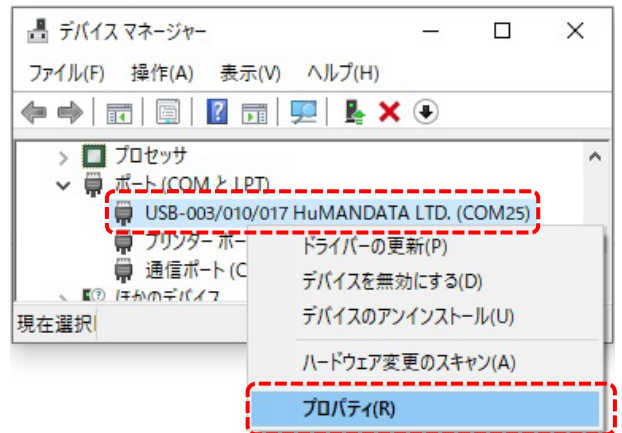 デバイス マネージャー
ファイル(F) 操作(A) 表示(V) ヘルプ(H)
プロセッサ
ポート (COM と LPT)
USB-003/010/017 HuMANDATA LTD. (COM25)
プリンター ポー
通信ポート (C
ほかのデバイス
現在選択
ドライバーの更新(P)
デバイスを無効にする(D)
デバイスのアンインストール(U)
ハードウェア変更のスキャン(A)
プロパティ(R)